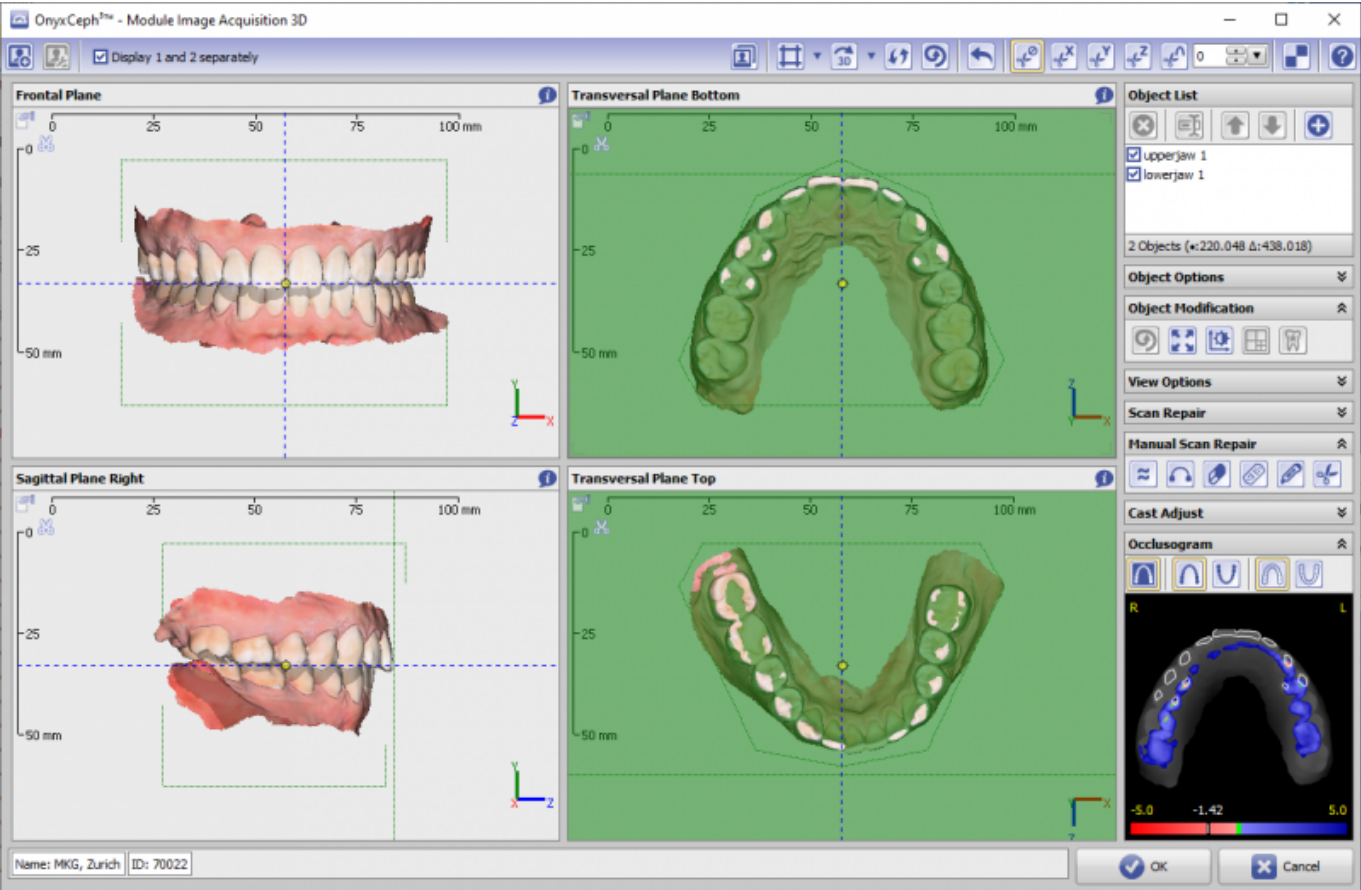 OnyxCeph³™ - Module Image Acquisition 3D
Display 1 and 2 separately
3D
X
Y
Z
0
Frontal Plane
0 25 50 75 100 mm
0
25
50 mm
Y
Z X
Transversal Plane Bottom
0 25 50 75 100 mm
0
25
50 mm
Z
Y X
Sagittal Plane Right
0 25 50 75 100 mm
0
25
50 mm
Y
X Z
Transversal Plane Top
0 25 50 75 100 mm
0
25
50 mm
Y X
Z
Object List
upperjaw 1
lowerjaw 1
2 Objects (•:220.048 Δ:438.018)
Object Options
Object Modification
View Options
Scan Repair
Manual Scan Repair
Cast Adjust
Occlusogram
R L
-5.0 -1.42 5.0
Name: MKG, Zurich ID: 70022
OK Cancel